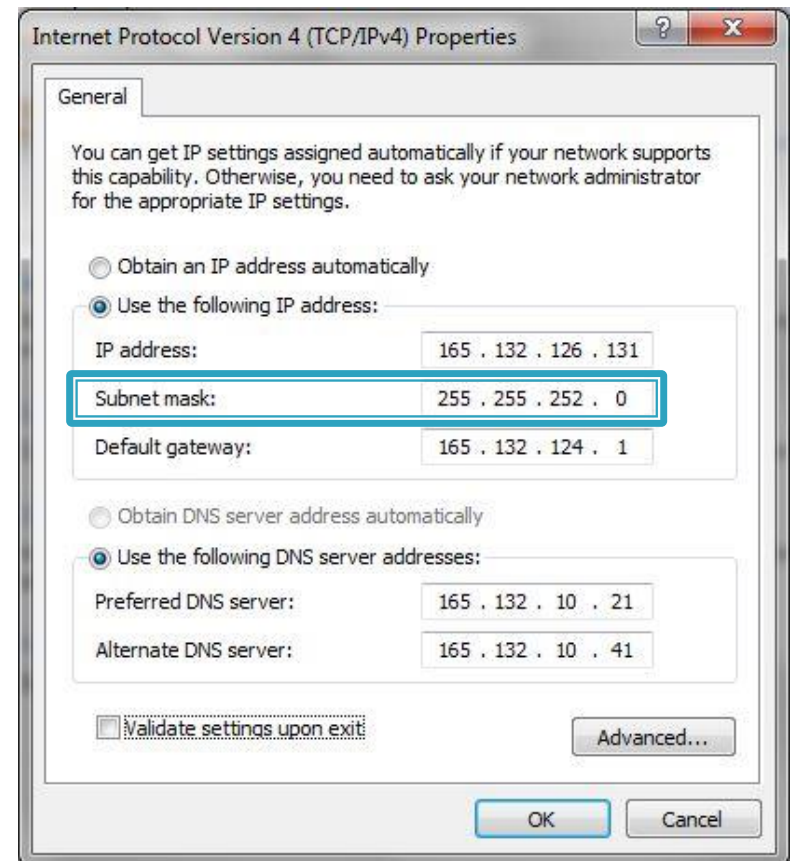 Internet Protocol Version 4 (TCP/IPv4) Properties
? X
General
You can get IP settings assigned automatically if your network supports
this capability. Otherwise, you need to ask your network administrator
for the appropriate IP settings.
Obtain an IP address automatically
Use the following IP address:
IP address: 165 . 132 . 126 . 131
Subnet mask: 255 . 255 . 252 . 0
Default gateway: 165 . 132 . 124 . 1
Obtain DNS server address automatically
Use the following DNS server addresses:
Preferred DNS server: 165 . 132 . 10 . 21
Alternate DNS server: 165 . 132 . 10 . 41
Validate settings upon exit
Advanced...
OK Cancel